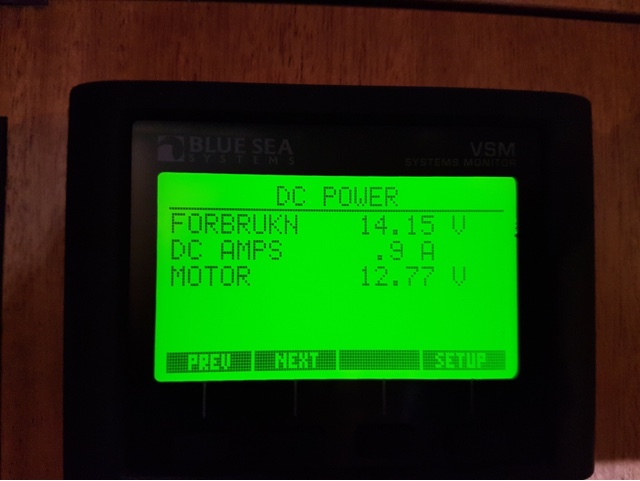 BLUE SEA
SYSTEMS
VSM
SYSTEMS MONITOR
DC POWER
FORBRUKN 14.15 V
DC AMPS .9 A
MOTOR 12.77 V
PREV NEXT SETUP